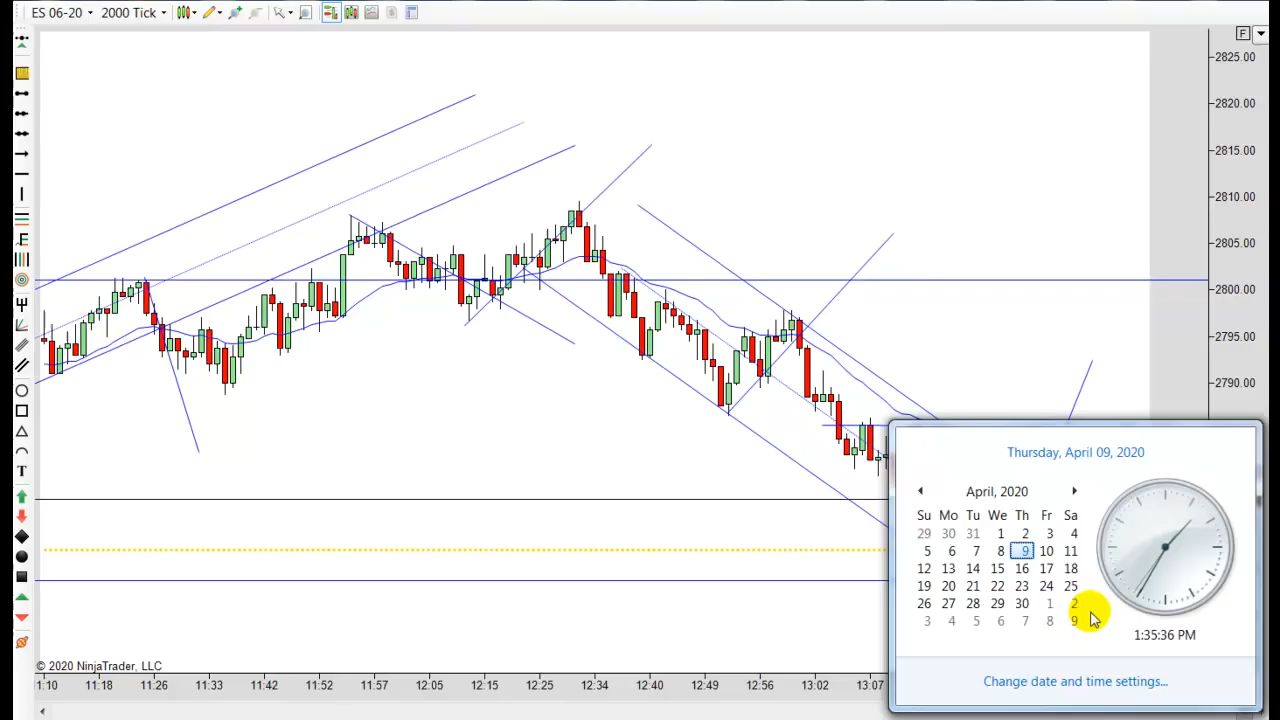 ES 06-20 2000 Tick
F
2825.00
2820.00
2815.00
2810.00
2805.00
2800.00
2795.00
2790.00
E
T
Thursday, April 09, 2020
April, 2020
Su Mo Tu We Th Fr Sa
29 30 31 1 2 3 4
5 6 7 8 9 10 11
12 13 14 15 16 17 18
19 20 21 22 23 24 25
26 27 28 29 30 1 2
3 4 5 6 7 8 9
1:35:36 PM
Change date and time settings...
© 2020 NinjaTrader, LLC
1:10 11:18 11:26 11:33 11:42 11:52 11:57 12:05 12:15 12:25 12:34 12:40 12:49 12:56 13:02 13:07